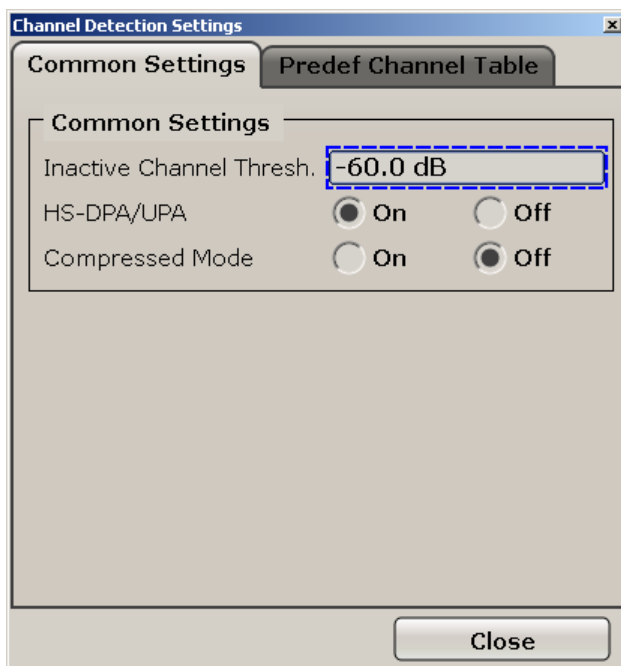 Channel Detection Settings
Common Settings Predef Channel Table
Common Settings
Inactive Channel Thresh. -60.0 dB
HS-DPA/UPA On Off
Compressed Mode On Off
Close